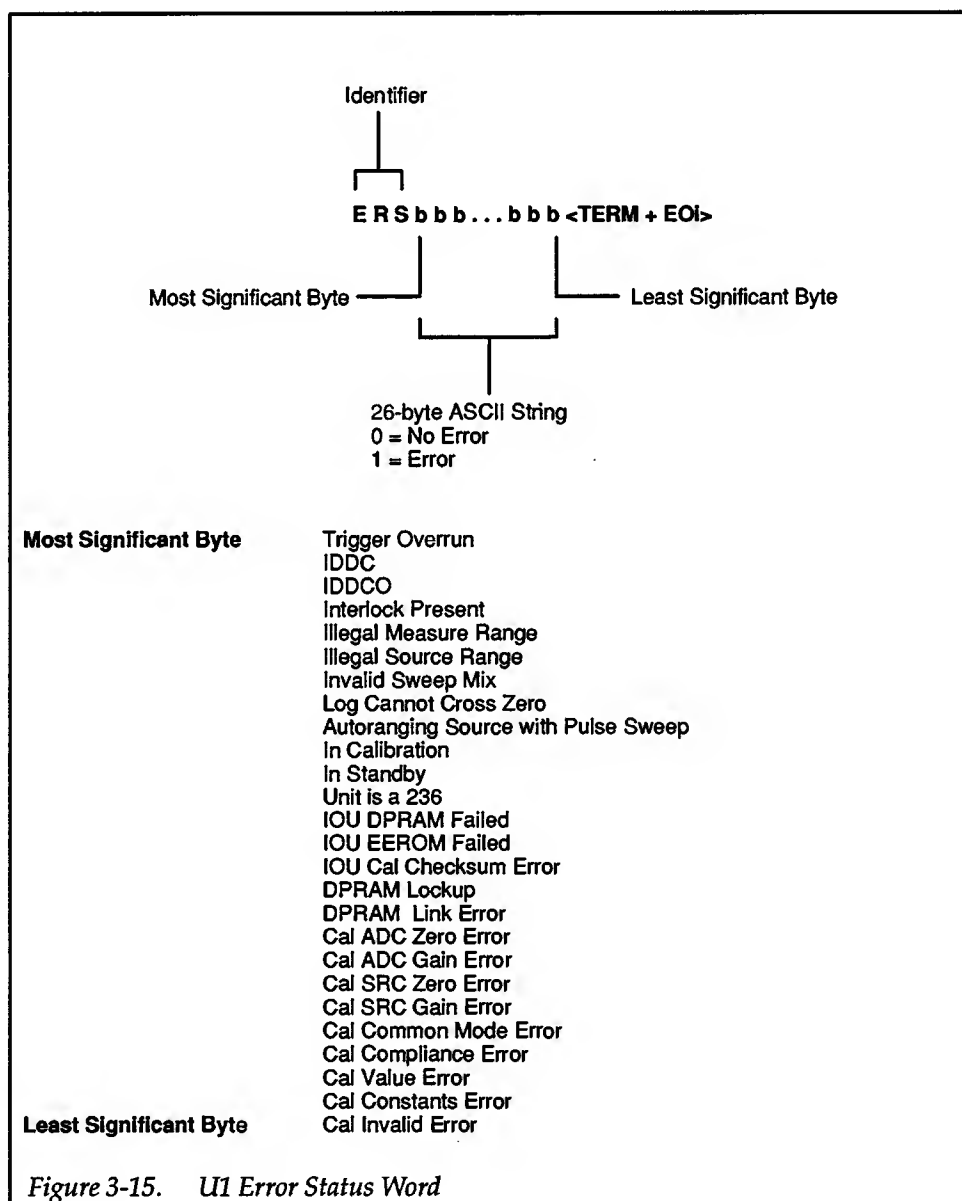 Identifier
E R S b b b . . . b b b <TERM + EOI>
Most Significant Byte
Least Significant Byte
26-byte ASCII String
0 = No Error
1 = Error
Most Significant Byte Trigger Overrun
IDDC
IDDCO
Interlock Present
Illegal Measure Range
Illegal Source Range
Invalid Sweep Mix
Log Cannot Cross Zero
Autoranging Source with Pulse Sweep
In Calibration
In Standby
Unit is a 236
IOU DPRAM Failed
IOU EEROM Failed
IOU Cal Checksum Error
DPRAM Lockup
DPRAM Link Error
Cal ADC Zero Error
Cal ADC Gain Error
Cal SRC Zero Error
Cal SRC Gain Error
Cal Common Mode Error
Cal Compliance Error
Cal Value Error
Cal Constants Error
Least Significant Byte Cal Invalid Error
Figure 3-15. U1 Error Status Word